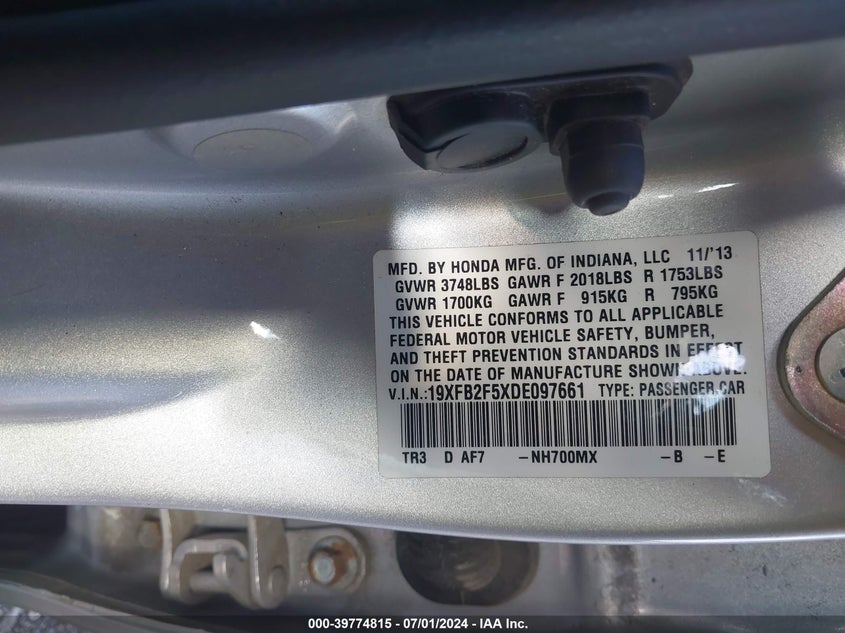 MFD. BY HONDA MFG. OF INDIANA, LLC 11/'13
GVWR 3748LBS GAWR F 2018LBS R 1753LBS
GVWR 1700KG GAWR F 915KG R 795KG
THIS VEHICLE CONFORMS TO ALL APPLICABLE
FEDERAL MOTOR VEHICLE SAFETY, BUMPER,
AND THEFT PREVENTION STANDARDS IN EFFECT
ON THE DATE OF MANUFACTURE SHOWN ABOVE.
V.I.N.: 19XFB2F5XDE097661 TYPE: PASSENGER CAR
TR3 D AF7 -NH700MX -B -E
000-39774815 / 07/01/2024 - © IAA, Inc.